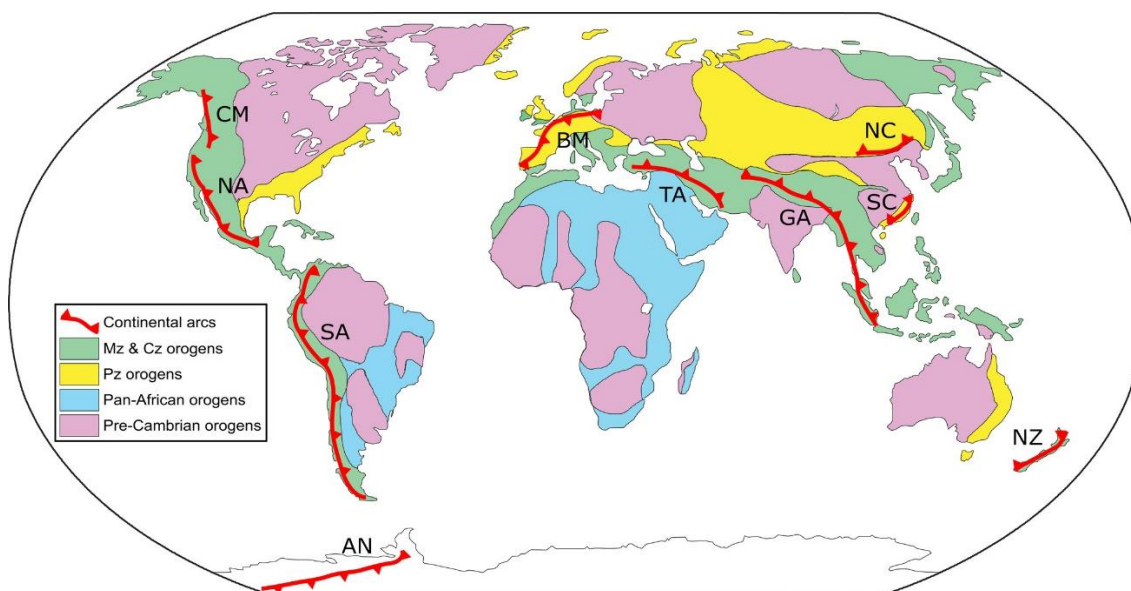 CM
NA
SA
AN
BM
TA
GA
NC
SC
NZ
Continental arcs
Mz & Cz orogens
Pz orogens
Pan-African orogens
Pre-Cambrian orogens